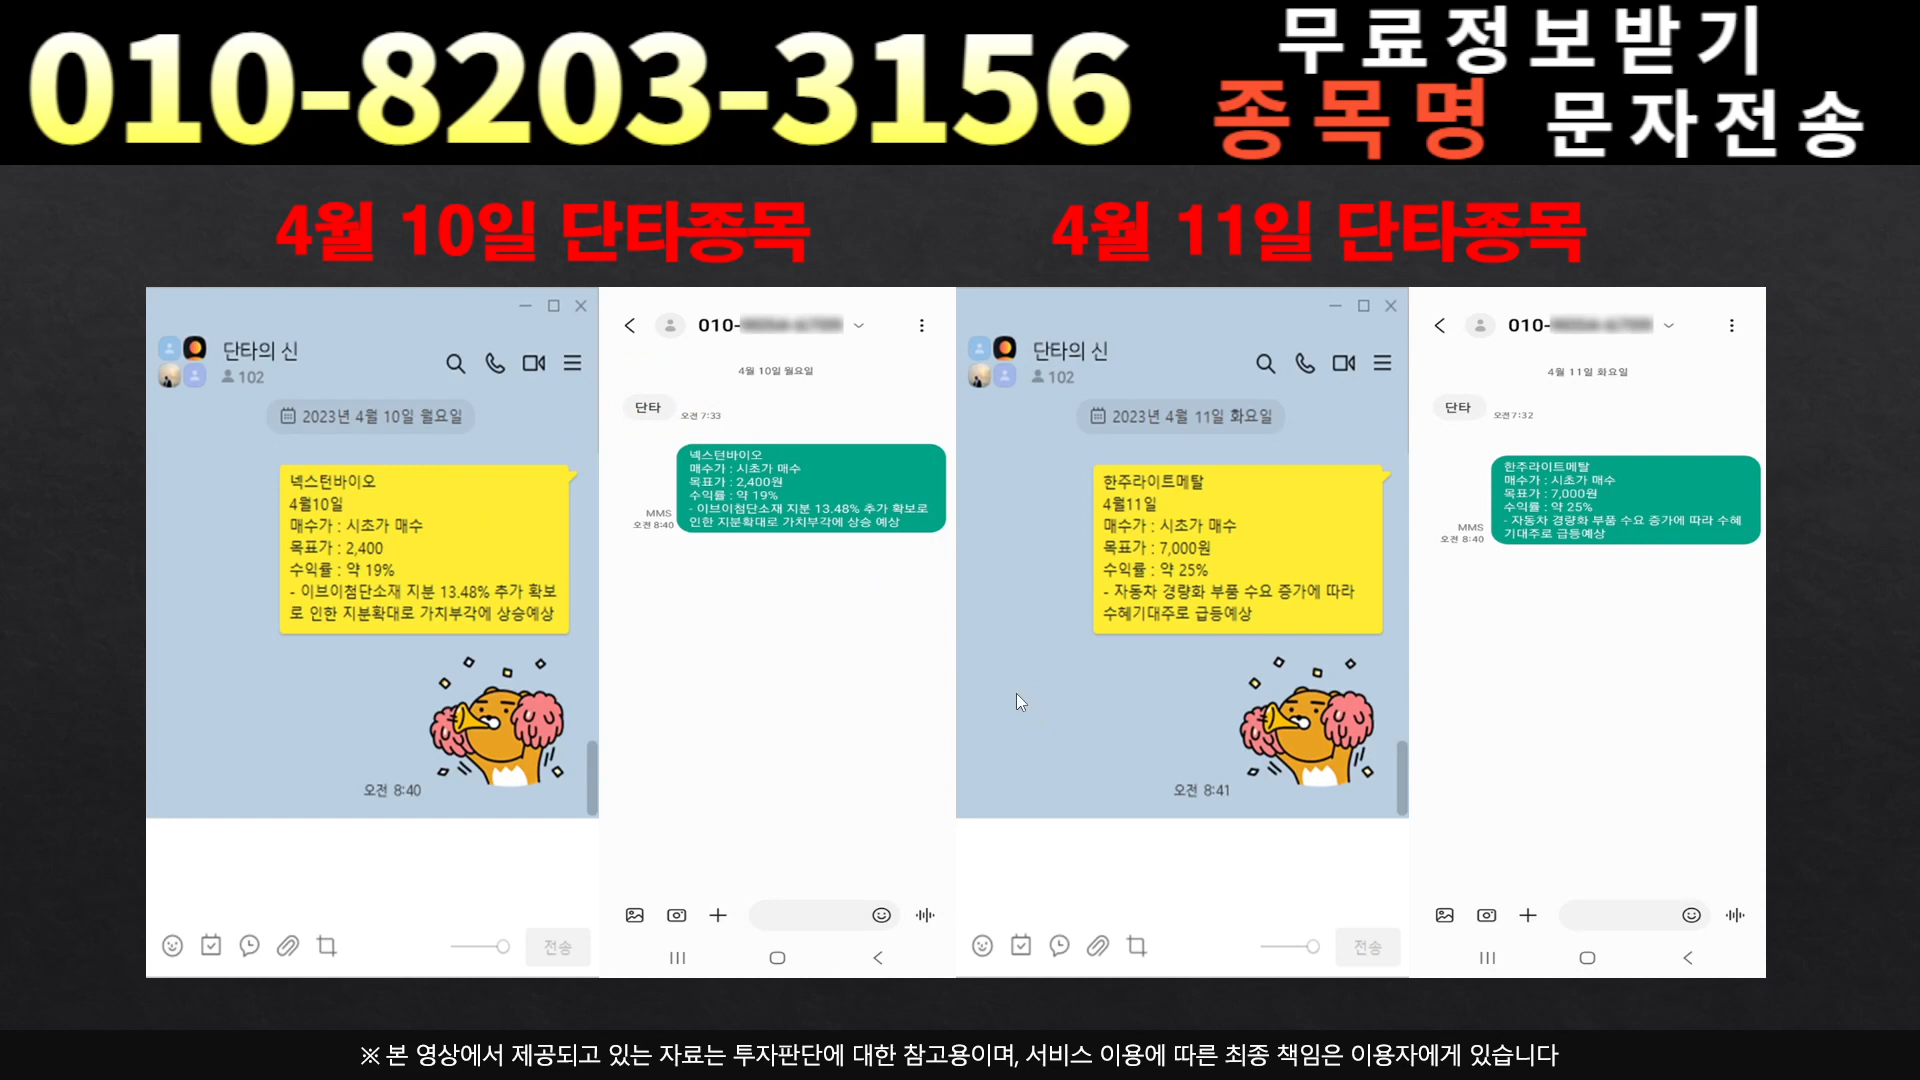 010-8203-3156
무료정보받기
종목명 문자전송
4월 10일 단타종목
4월 11일 단타종목
단타의 신
102
2023년 4월 10일 월요일
넥스턴바이오
4월10일
매수가 : 시초가 매수
목표가 : 2,400
수익률 : 약 19%
- 이브이첨단소재 지분 13.48% 추가 확보
로 인한 지분확대로 가치부각에 상승예상
오전 8:40
전송
010-
4월 10일 월요일
단타
오전 7:33
넥스턴바이오
매수가 : 시초가 매수
목표가 : 2,400원
수익률 : 약 19%
- 이브이첨단소재 지분 13.48% 추가 확보로
인한 지분확대로 가치부각에 상승 예상
MMS
오전 8:40
단타의 신
102
2023년 4월 11일 화요일
한주라이트메탈
4월11일
매수가 : 시초가 매수
목표가 : 7,000원
수익률 : 약 25%
- 자동차 경량화 부품 수요 증가에 따라
수혜기대주로 급등예상
오전 8:41
전송
010-
4월 11일 화요일
단타
오전 7:32
한주라이트메탈
매수가 : 시초가 매수
목표가 : 7,000원
수익률 : 약 25%
- 자동차 경량화 부품 수요 증가에 따라 수혜
기대주로 급등예상
MMS
오전 8:40
※ 본 영상에서 제공되고 있는 자료는 투자판단에 대한 참고용이며, 서비스 이용에 따른 최종 책임은 이용자에게 있습니다